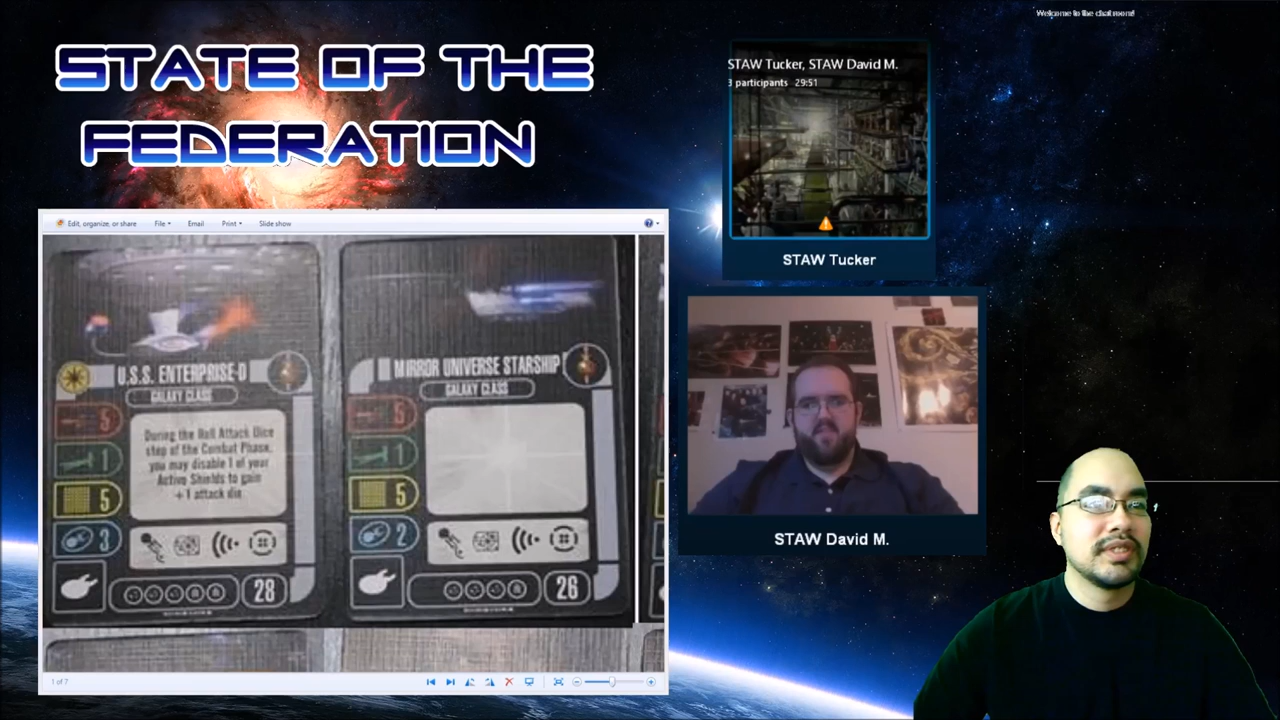 Welcome to the chat room!
STATE OF THE
FEDERATION
STAW Tucker, STAW David M.
3 participants 29:51
STAW Tucker
Edit, organize, or share File Email Print Slide show
U.S.S. ENTERPRISE-D
GALAXY CLASS
5
1
5
3
During the Roll Attack Dice
step of the Combat Phase,
you may disable 1 of your
Active Shields to gain
+1 attack die
28
MIRROR UNIVERSE STARSHIP
GALAXY CLASS
5
1
5
2
26
STAW David M.
1 of 7